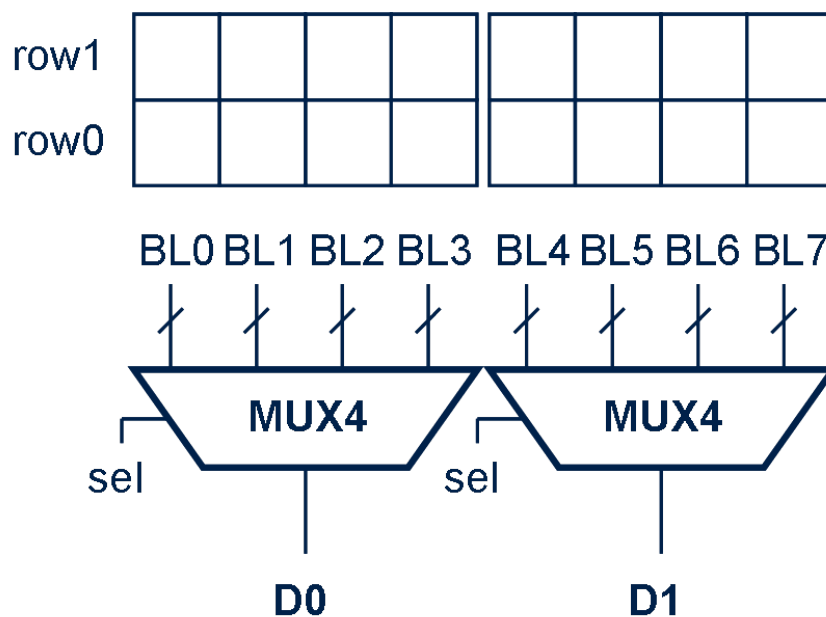 row1
row0
BL0 BL1 BL2 BL3 BL4 BL5 BL6 BL7
MUX4 MUX4
sel sel
D0 D1